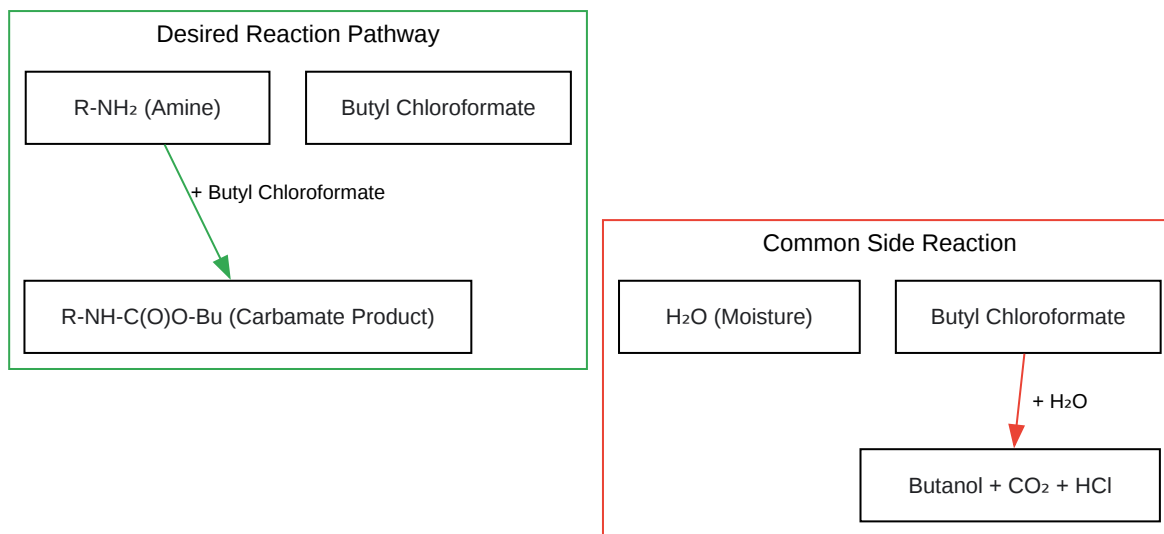 Desired Reaction Pathway
R-NH₂ (Amine)
Butyl Chloroformate
+ Butyl Chloroformate
R-NH-C(O)O-Bu (Carbamate Product)
Common Side Reaction
H₂O (Moisture)
Butyl Chloroformate
+ H₂O
Butanol + CO₂ + HCl